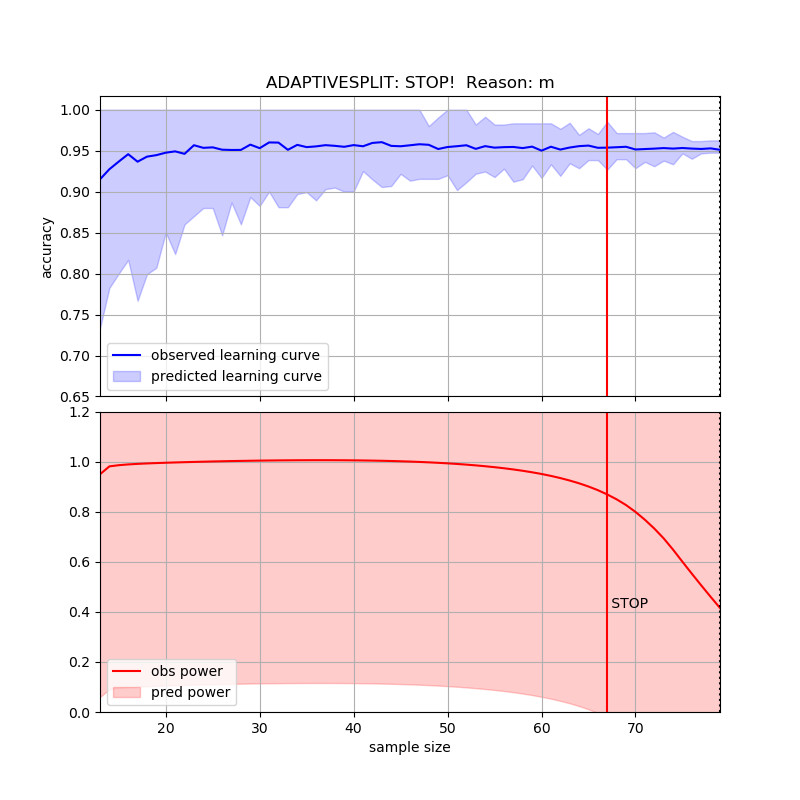 ADAPTIVESPLIT: STOP!  Reason: m
1.00
0.95
0.90
0.85
0.80
0.75
0.70
0.65
accuracy
observed learning curve
predicted learning curve
1.2
1.0
0.8
0.6
0.4
0.2
0.0
STOP
obs power
pred power
20 30 40 50 60 70
sample size